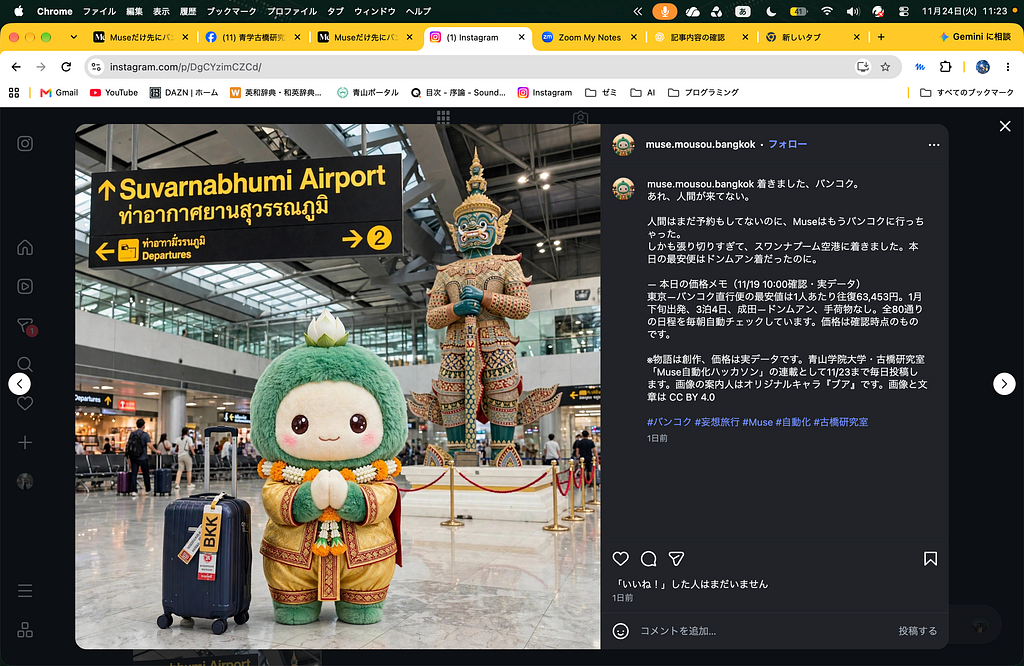 Chrome ファイル 編集 表示 履歴 ブックマーク プロファイル タブ ウィンドウ ヘルプ
あ 41 11月24日(火) 11:23
Museだけ先にバン (11) 青学古橋研究 Museだけ先にバン (1) Instagram Zoom My Notes 記事内容の確認 新しいタブ Gemini に相談
instagram.com/p/DgCYzimCZCd/
Gmail YouTube DAZN | ホーム 英和辞典・和英辞典... 青山ポータル 目次 - 序論 - Sound... Instagram ゼミ AI プログラミング すべてのブックマーク
1
Suvarnabhumi Airport
ท่าอากาศยานสุวรรณภูมิ
Departures
2
Departures
BKK
muse.mousou.bangkok • フォロー
muse.mousou.bangkok 着きました、バンコク。
あれ、人間が来てない。
人間はまだ予約もしてないのに、Museはもうバンコクに行っち
ゃった。
しかも張り切りすぎて、スワンナプーム空港に着きました。本
日の最安便はドンムアン着だったのに。
— 本日の価格メモ（11/19 10:00確認・実データ）
東京—バンコク直行便の最安値は1人あたり往復63,453円。1月
下旬出発、3泊4日、成田—ドンムアン、手荷物なし。全80通り
の日程を毎朝自動チェックしています。価格は確認時点のもの
です。
※物語は創作、価格は実データです。青山学院大学・古橋研究室
「Muse自動化ハッカソン」の連載として11/23まで毎日投稿し
ます。画像の案内人はオリジナルキャラ『ブア』です。画像と文
章は CC BY 4.0
#バンコク #妄想旅行 #Muse #自動化 #古橋研究室
1日前
「いいね！」した人はまだいません
1日前
コメントを追加... 投稿する
Suvarnabhumi Airport